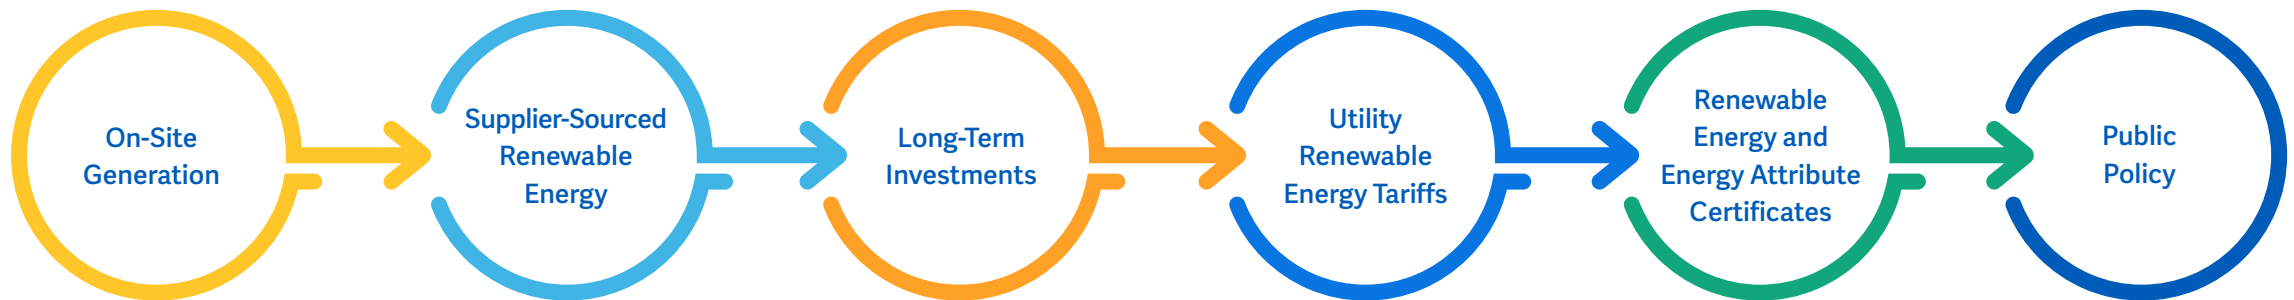 On-Site
Generation
Supplier-Sourced
Renewable
Energy
Long-Term
Investments
Utility
Renewable
Energy Tariffs
Renewable
Energy and
Energy Attribute
Certificates
Public
Policy